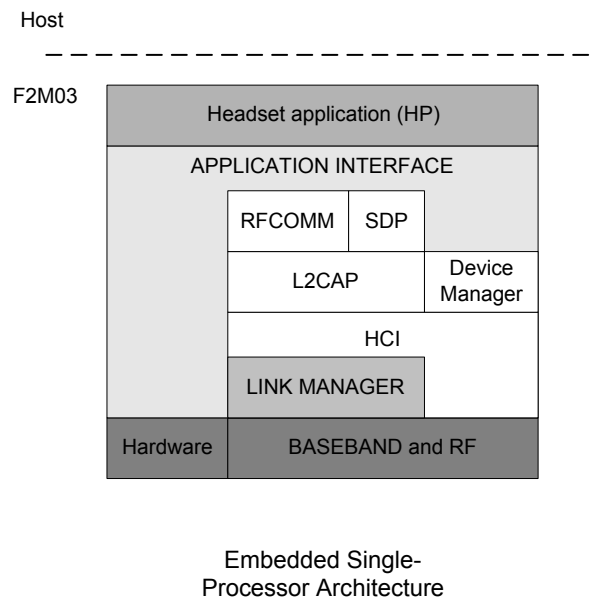 Host
F2M03
Headset application (HP)
APPLICATION INTERFACE
RFCOMM
SDP
L2CAP
Device
Manager
HCI
LINK MANAGER
Hardware
BASEBAND and RF
Embedded Single-
Processor Architecture